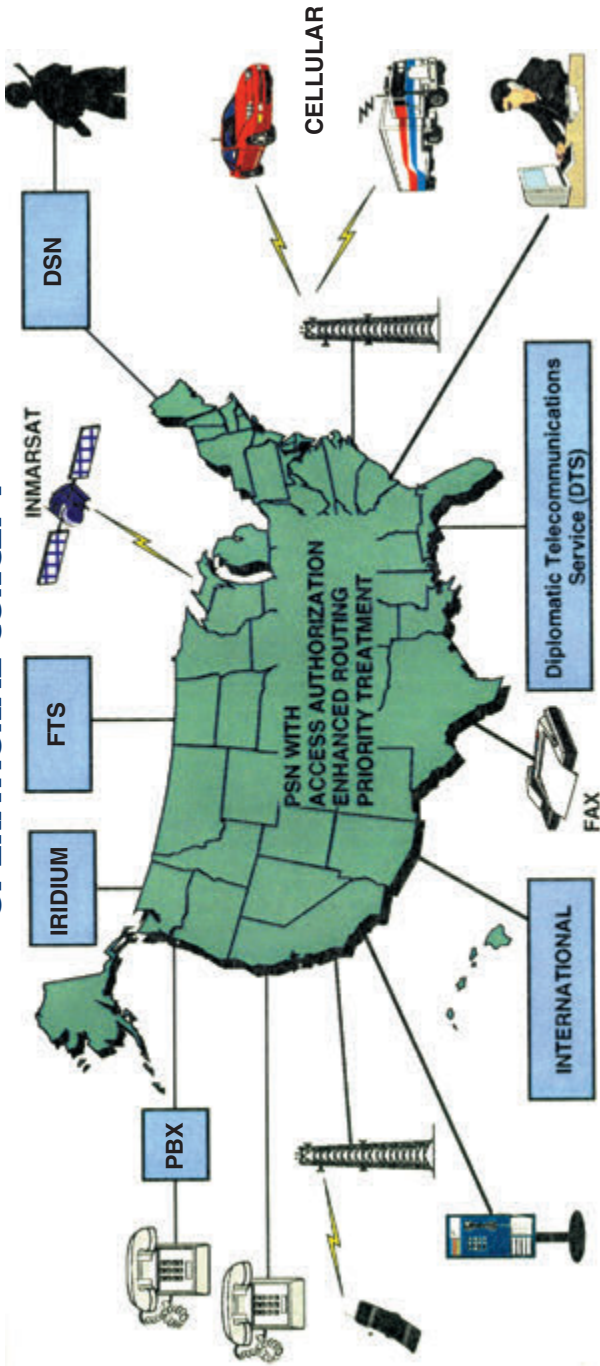 INMARSAT
DSN
FTS
IRIDIUM
PBX
CELLULAR
PSN WITH
ACCESS AUTHORIZATION
ENHANCED ROUTING
PRIORITY TREATMENT
INTERNATIONAL
FAX
Diplomatic Telecommunications
Service (DTS)